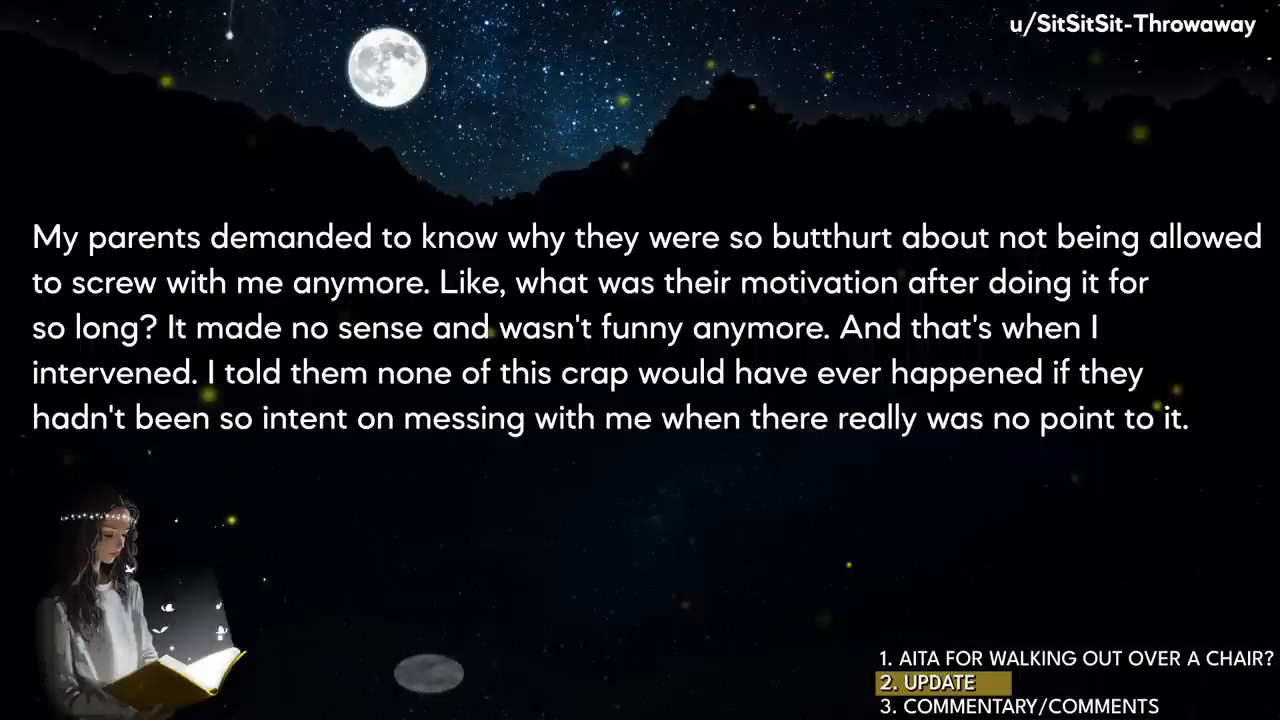 u/SitSitSit-Throwaway
My parents demanded to know why they were so butthurt about not being allowed
to screw with me anymore. Like, what was their motivation after doing it for
so long? It made no sense and wasn't funny anymore. And that's when I
intervened. I told them none of this crap would have ever happened if they
hadn't been so intent on messing with me when there really was no point to it.
1. AITA FOR WALKING OUT OVER A CHAIR?
2. UPDATE
3. COMMENTARY/COMMENTS